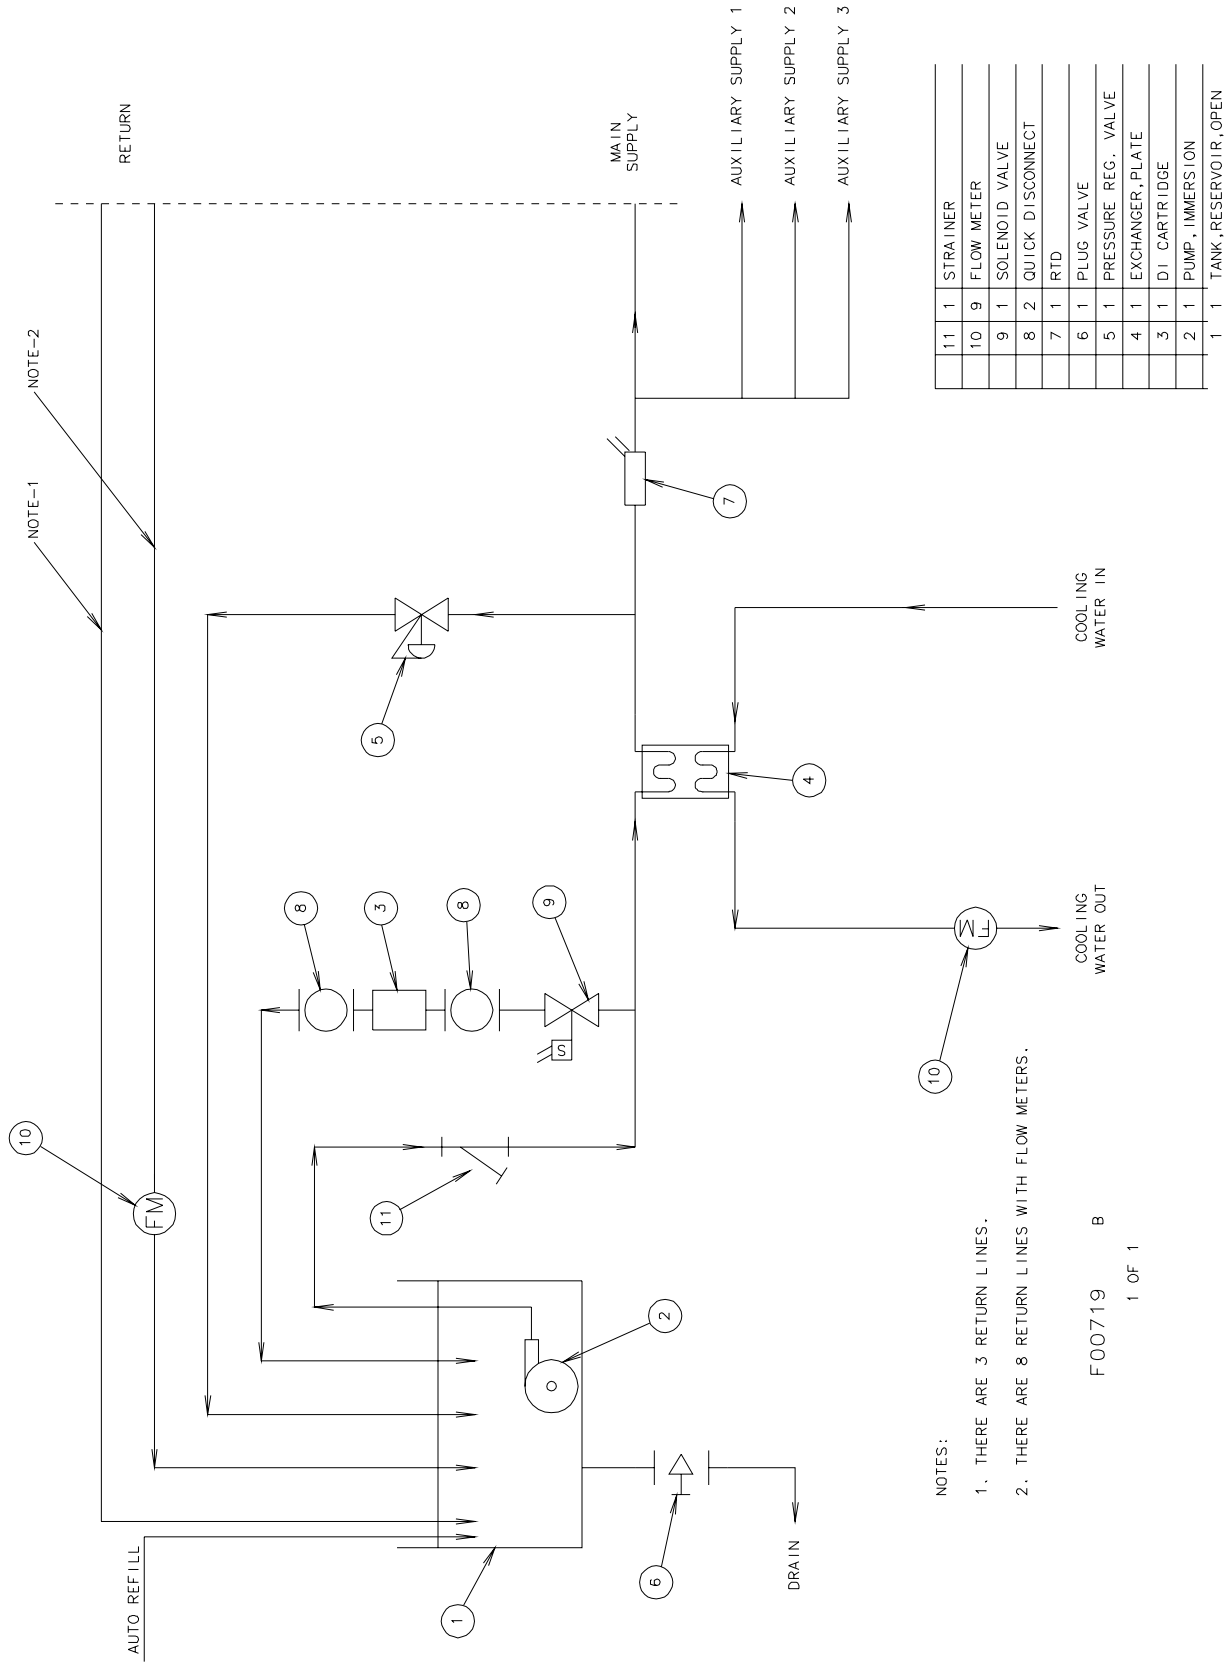 AUTO REFILL
NOTE-1
NOTE-2
RETURN
10
FM
8
3
8
9
S
5
11
1
2
6
DRAIN
4
7
MAIN
SUPPLY
AUXILIARY SUPPLY 1
AUXILIARY SUPPLY 2
AUXILIARY SUPPLY 3
FM
10
COOLING
WATER OUT
COOLING
WATER IN
NOTES:
1. THERE ARE 3 RETURN LINES.
2. THERE ARE 8 RETURN LINES WITH FLOW METERS.
F00719 B
1 OF 1
11 1 STRAINER
10 9 FLOW METER
9 1 SOLENOID VALVE
8 2 QUICK DISCONNECT
7 1 RTD
6 1 PLUG VALVE
5 1 PRESSURE REG. VALVE
4 1 EXCHANGER,PLATE
3 1 DI CARTRIDGE
2 1 PUMP,IMMERSION
1 1 TANK,RESERVOIR,OPEN